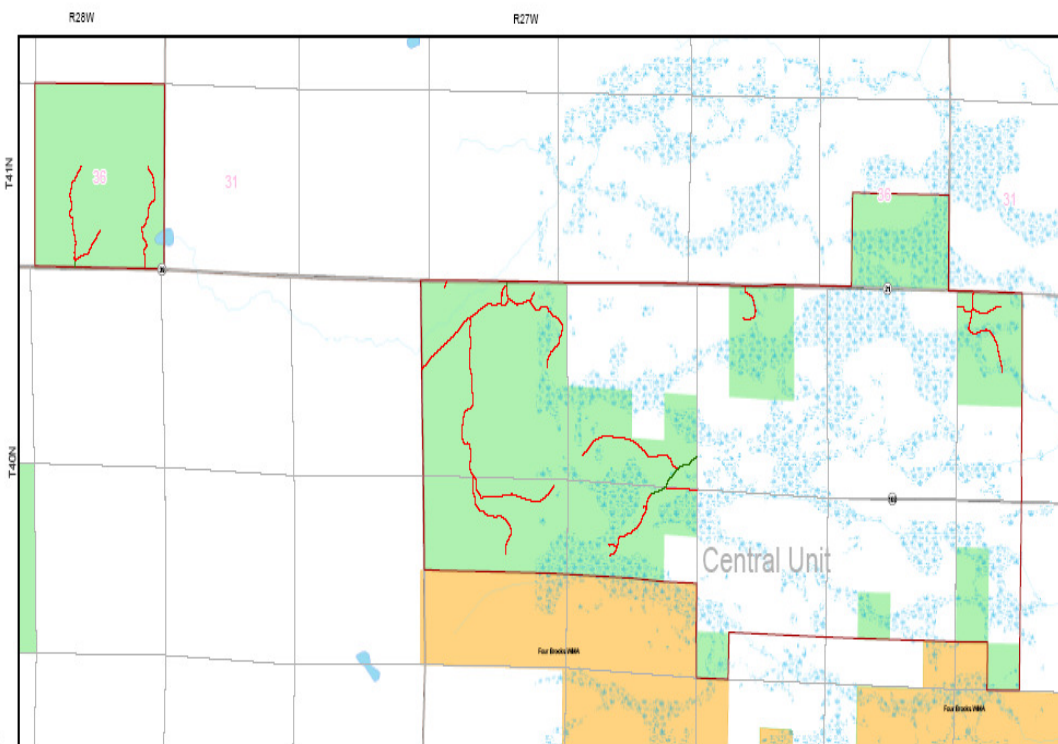 R28W
R27W
T41N
36
31
36
31
21
T40N
Central Unit
Four Brooks WMA
Four Brooks WMA